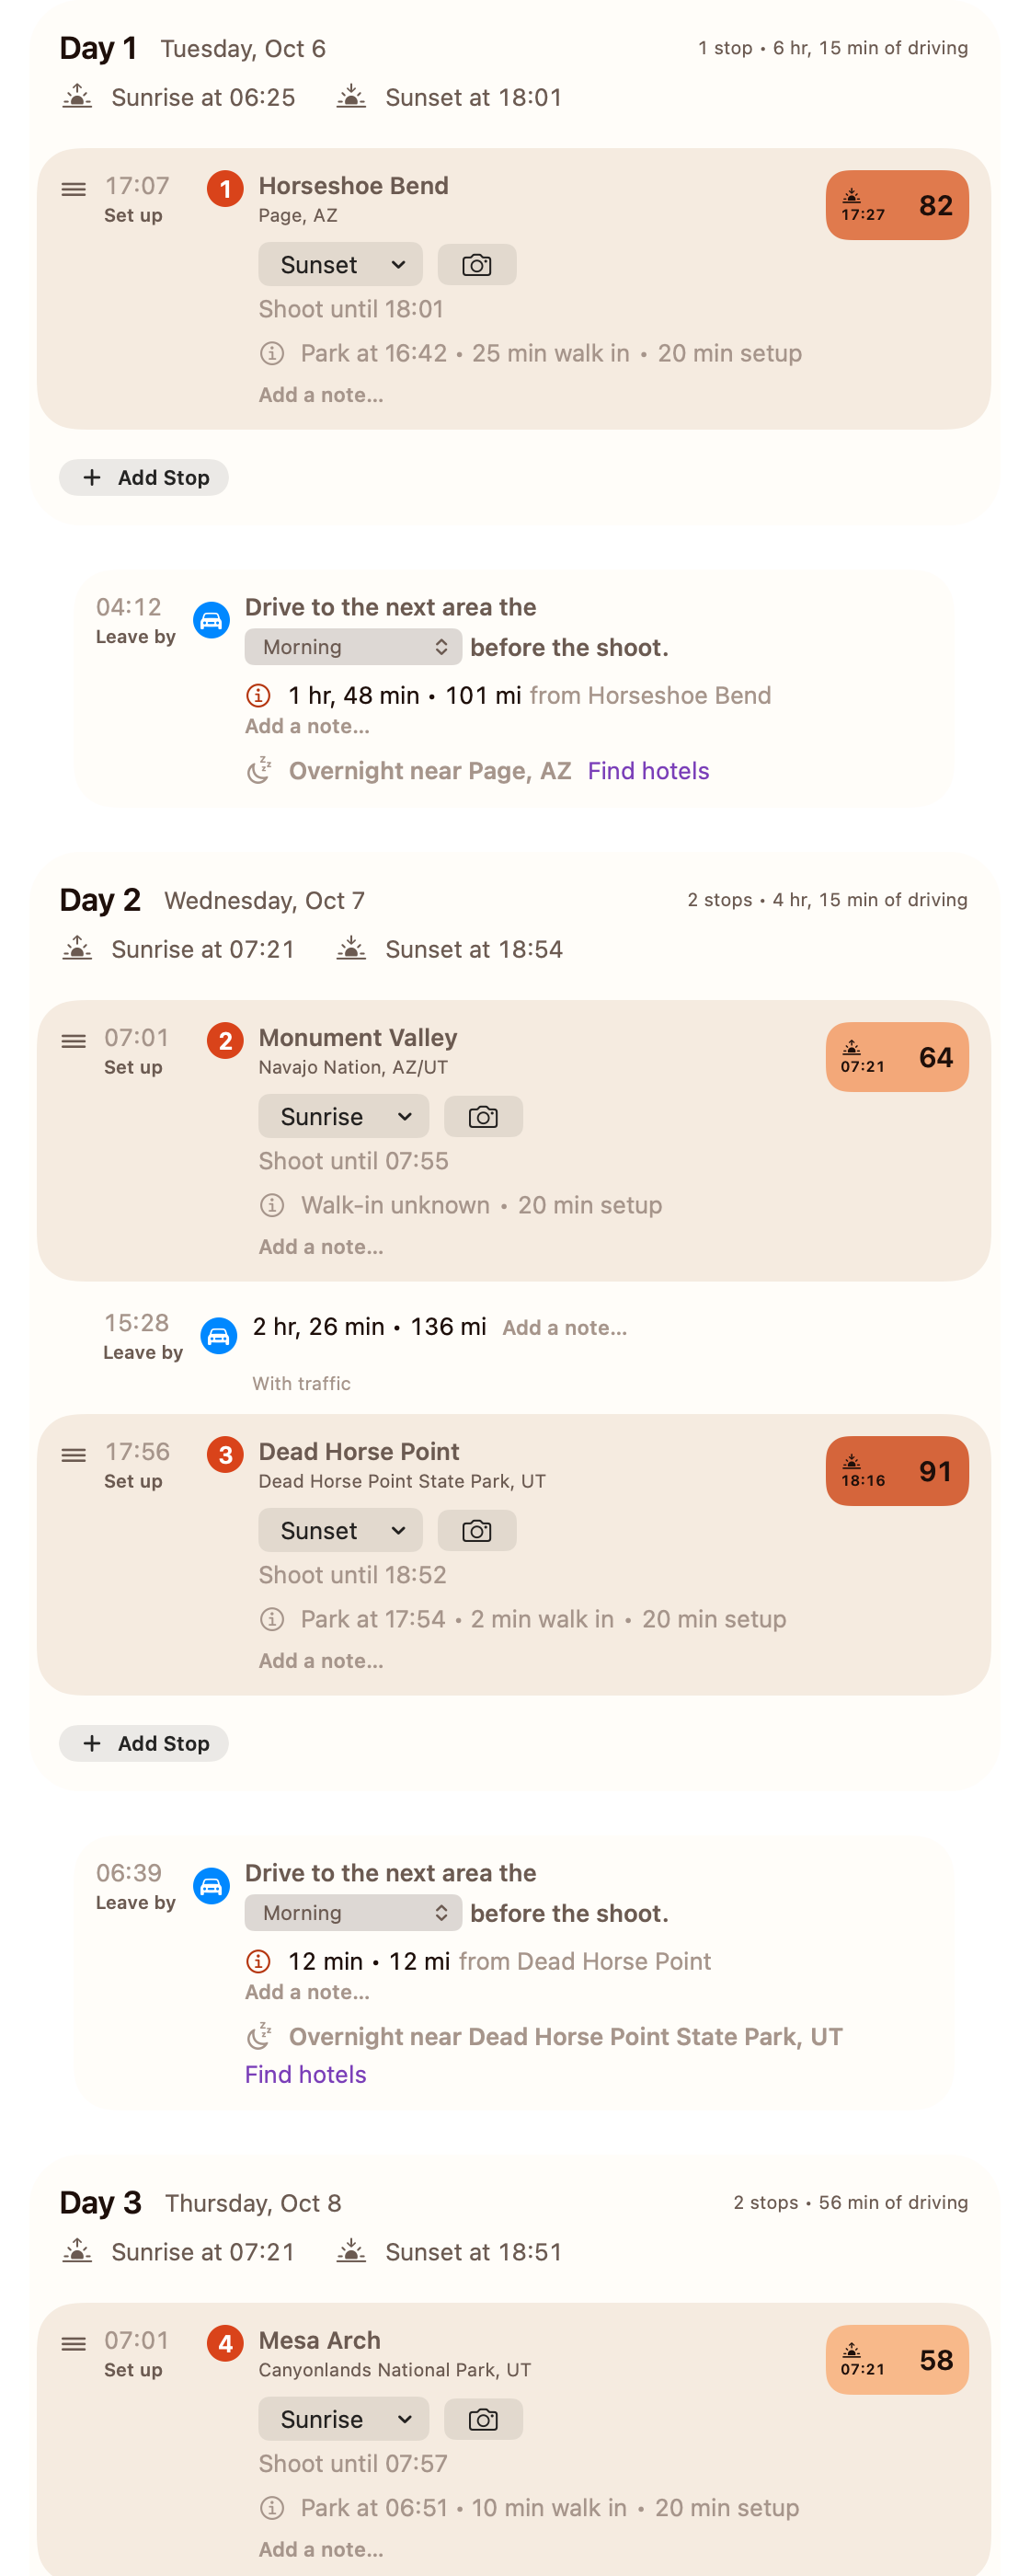 Day 1 Tuesday, Oct 6 1 stop • 6 hr, 15 min of driving
Sunrise at 06:25 Sunset at 18:01
17:07 1 Horseshoe Bend 17:27 82
Set up Page, AZ
Sunset
Shoot until 18:01
Park at 16:42 • 25 min walk in • 20 min setup
Add a note...
+ Add Stop
04:12 Drive to the next area the
Leave by Morning before the shoot.
1 hr, 48 min • 101 mi from Horseshoe Bend
Add a note...
Overnight near Page, AZ Find hotels
Day 2 Wednesday, Oct 7 2 stops • 4 hr, 15 min of driving
Sunrise at 07:21 Sunset at 18:54
07:01 2 Monument Valley 07:21 64
Set up Navajo Nation, AZ/UT
Sunrise
Shoot until 07:55
Walk-in unknown • 20 min setup
Add a note...
15:28 2 hr, 26 min • 136 mi Add a note...
Leave by
With traffic
17:56 3 Dead Horse Point 18:16 91
Set up Dead Horse Point State Park, UT
Sunset
Shoot until 18:52
Park at 17:54 • 2 min walk in • 20 min setup
Add a note...
+ Add Stop
06:39 Drive to the next area the
Leave by Morning before the shoot.
12 min • 12 mi from Dead Horse Point
Add a note...
zzz Overnight near Dead Horse Point State Park, UT
Find hotels
Day 3 Thursday, Oct 8 2 stops • 56 min of driving
Sunrise at 07:21 Sunset at 18:51
07:01 4 Mesa Arch 07:21 58
Set up Canyonlands National Park, UT
Sunrise
Shoot until 07:57
Park at 06:51 • 10 min walk in • 20 min setup
Add a note...